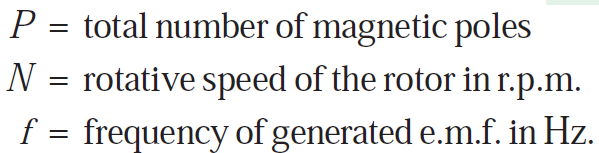 P = total number of magnetic poles
N = rotative speed of the rotor in r.p.m.
f = frequency of generated e.m.f. in Hz.